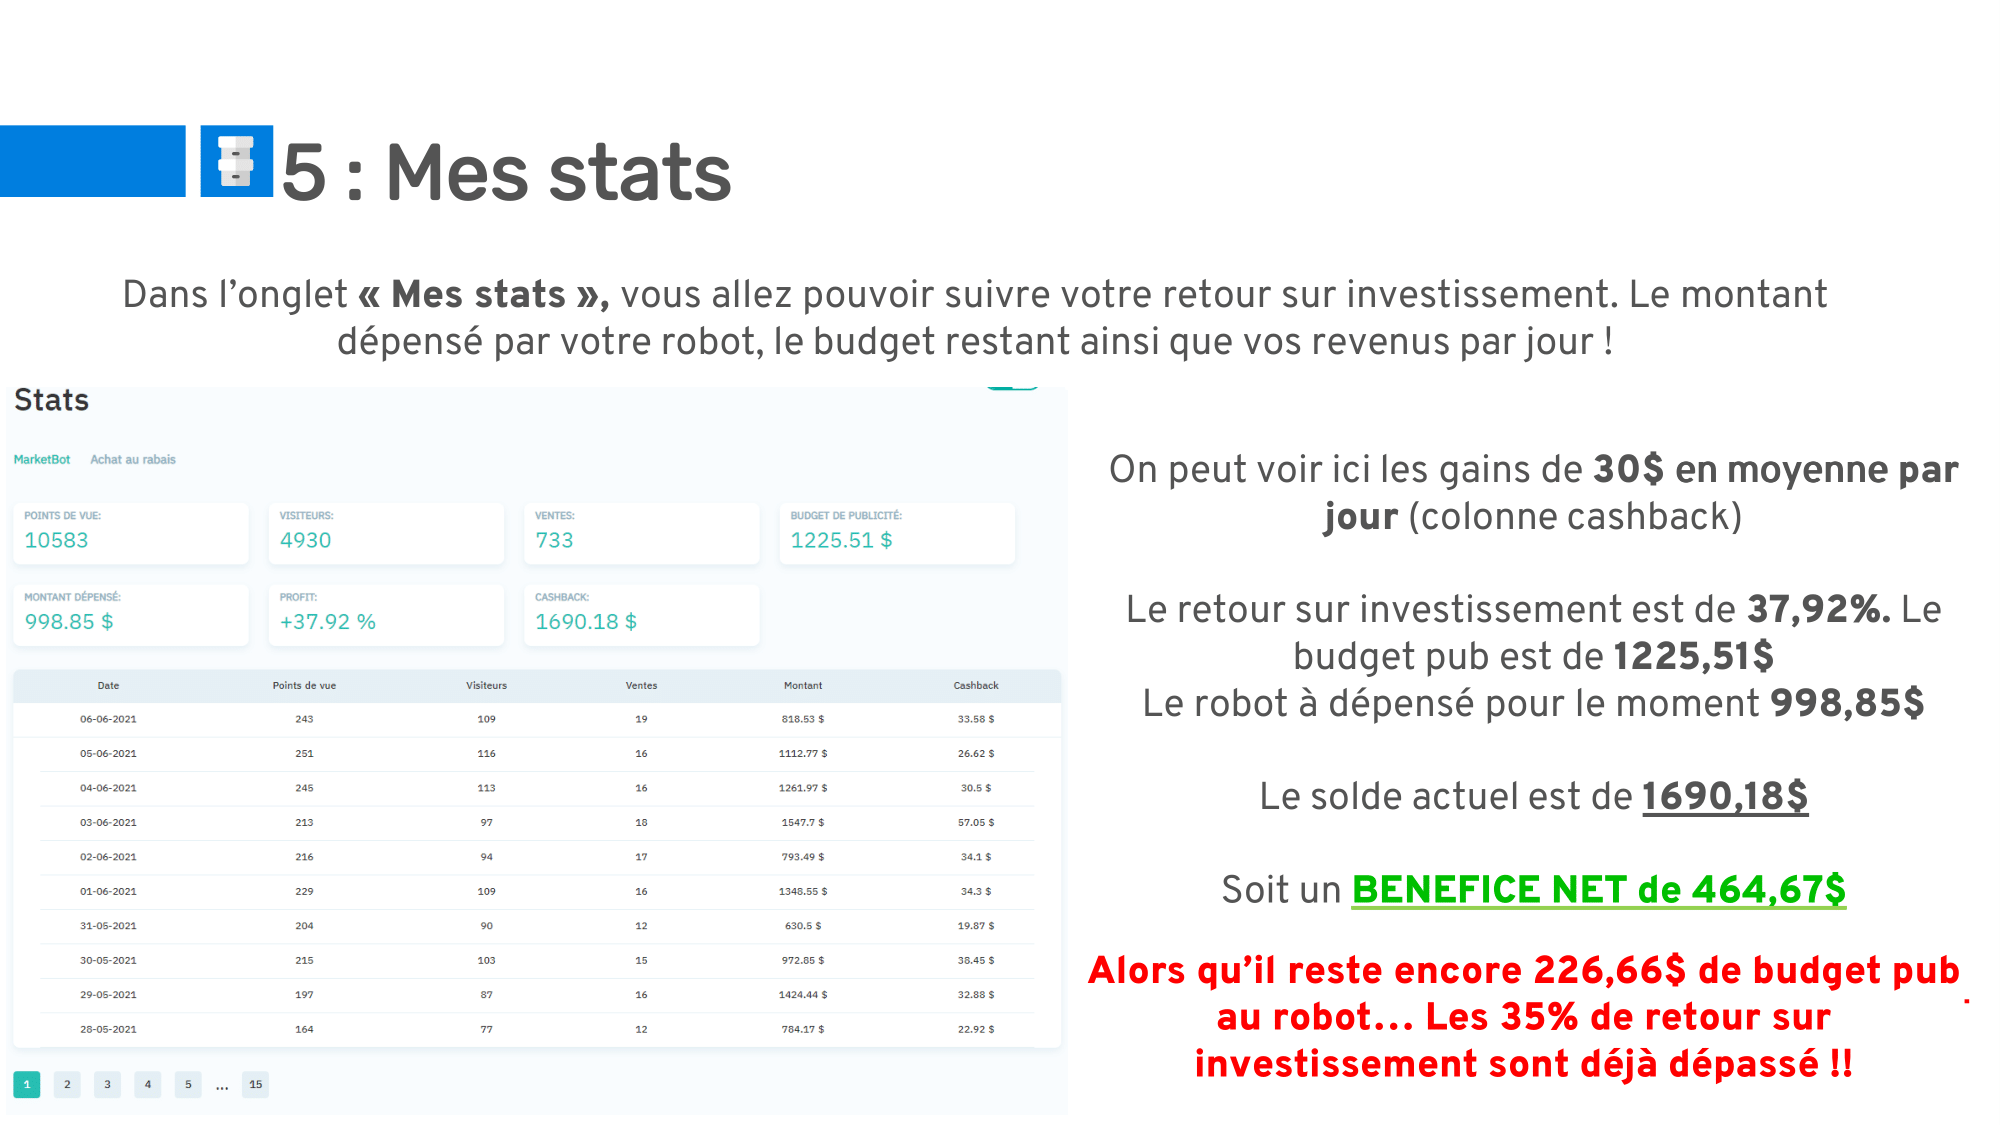 5 : Mes stats
Dans l’onglet « Mes stats », vous allez pouvoir suivre votre retour sur investissement. Le montant
dépensé par votre robot, le budget restant ainsi que vos revenus par jour !
Stats
MarketBot Achat au rabais
POINTS DE VUE: VISITEURS: VENTES: BUDGET DE PUBLICITÉ:
10583 4930 733 1225.51 $
MONTANT DÉPENSÉ: PROFIT: CASHBACK:
998.85 $ +37.92 % 1690.18 $
Date Points de vue Visiteurs Ventes Montant Cashback
06-06-2021 243 109 19 818.53 $ 33.58 $
05-06-2021 251 116 16 1112.77 $ 26.62 $
04-06-2021 245 113 16 1261.97 $ 30.5 $
03-06-2021 213 97 18 1547.7 $ 57.05 $
02-06-2021 216 94 17 793.49 $ 34.1 $
01-06-2021 229 109 16 1348.55 $ 34.3 $
31-05-2021 204 90 12 630.5 $ 19.87 $
30-05-2021 215 103 15 972.85 $ 38.45 $
29-05-2021 197 87 16 1424.44 $ 32.88 $
28-05-2021 164 77 12 784.17 $ 22.92 $
1 2 3 4 5 ... 15
On peut voir ici les gains de 30$ en moyenne par
jour (colonne cashback)
Le retour sur investissement est de 37,92%. Le
budget pub est de 1225,51$
Le robot à dépensé pour le moment 998,85$
Le solde actuel est de 1690,18$
Soit un BENEFICE NET de 464,67$
Alors qu’il reste encore 226,66$ de budget pub
au robot... Les 35% de retour sur
investissement sont déjà dépassé !!
.